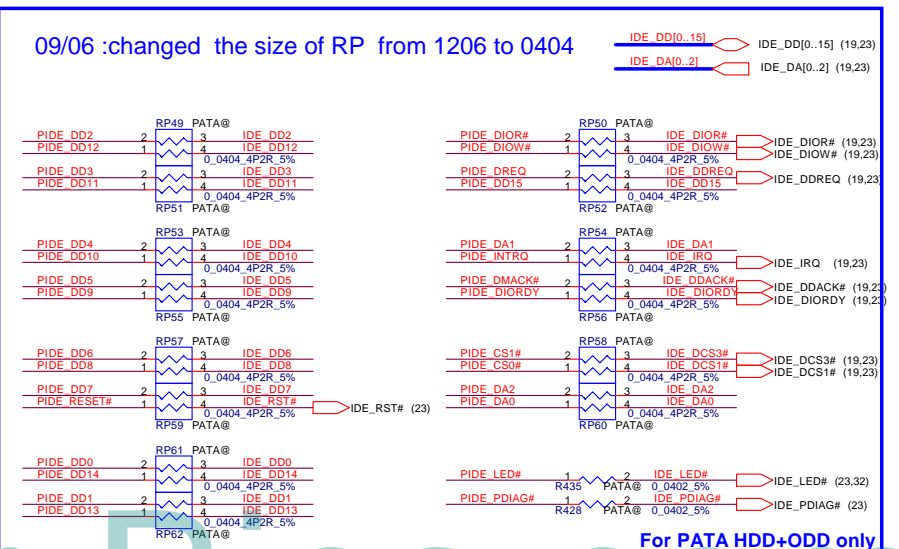 09/06 :changed the size of RP from 1206 to 0404
IDE_DD[0..15] IDE_DD[0..15] (19,23)
IDE_DA[0..2] IDE_DA[0..2] (19,23)
RP49 PATA@
PIDE_DD2 2 3 IDE_DD2
PIDE_DD12 1 4 IDE_DD12
0_0404_4P2R_5%
PIDE_DD3 2 3 IDE_DD3
PIDE_DD11 1 4 IDE_DD11
0_0404_4P2R_5%
RP51 PATA@
RP53 PATA@
PIDE_DD4 2 3 IDE_DD4
PIDE_DD10 1 4 IDE_DD10
0_0404_4P2R_5%
PIDE_DD5 2 3 IDE_DD5
PIDE_DD9 1 4 IDE_DD9
0_0404_4P2R_5%
RP55 PATA@
RP57 PATA@
PIDE_DD6 2 3 IDE_DD6
PIDE_DD8 1 4 IDE_DD8
0_0404_4P2R_5%
PIDE_DD7 2 3 IDE_DD7
PIDE_RESET# 1 4 IDE_RST# IDE_RST# (23)
0_0404_4P2R_5%
RP59 PATA@
RP61 PATA@
PIDE_DD0 2 3 IDE_DD0
PIDE_DD14 1 4 IDE_DD14
0_0404_4P2R_5%
PIDE_DD1 2 3 IDE_DD1
PIDE_DD13 1 4 IDE_DD13
0_0404_4P2R_5%
RP62 PATA@
RP50 PATA@
PIDE_DIOR# 2 3 IDE_DIOR# IDE_DIOR# (19,23)
PIDE_DIOW# 1 4 IDE_DIOW# IDE_DIOW# (19,23)
0_0404_4P2R_5%
PIDE_DREQ 2 3 IDE_DDREQ IDE_DDREQ (19,23)
PIDE_DD15 1 4 IDE_DD15
0_0404_4P2R_5%
RP52 PATA@
RP54 PATA@
PIDE_DA1 2 3 IDE_DA1
PIDE_INTRQ 1 4 IDE_IRQ IDE_IRQ (19,23)
0_0404_4P2R_5%
PIDE_DMACK# 2 3 IDE_DDACK# IDE_DDACK# (19,23)
PIDE_DIORDY 1 4 IDE_DIORDY IDE_DIORDY (19,23)
0_0404_4P2R_5%
RP56 PATA@
RP58 PATA@
PIDE_CS1# 2 3 IDE_DCS3# IDE_DCS3# (19,23)
PIDE_CS0# 1 4 IDE_DCS1# IDE_DCS1# (19,23)
0_0404_4P2R_5%
PIDE_DA2 2 3 IDE_DA2
PIDE_DA0 1 4 IDE_DA0
0_0404_4P2R_5%
RP60 PATA@
PIDE_LED# 1 2 IDE_LED# IDE_LED# (23,32)
R435 PATA@ 0_0402_5%
PIDE_PDIAG# 1 2 IDE_PDIAG# IDE_PDIAG# (23)
R428 PATA@ 0_0402_5%
For PATA HDD+ODD only